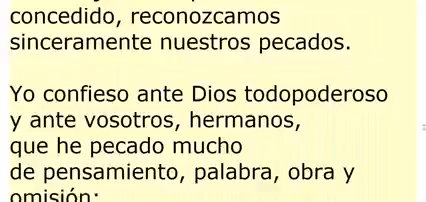 concedido, reconozcamos
sinceramente nuestros pecados.
Yo confieso ante Dios todopoderoso
y ante vosotros, hermanos,
que he pecado mucho
de pensamiento, palabra, obra y
omisión: